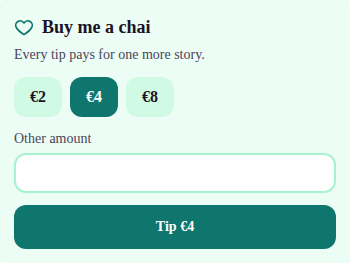 Buy me a chai
Every tip pays for one more story.
€2 €4 €8
Other amount
Tip €4